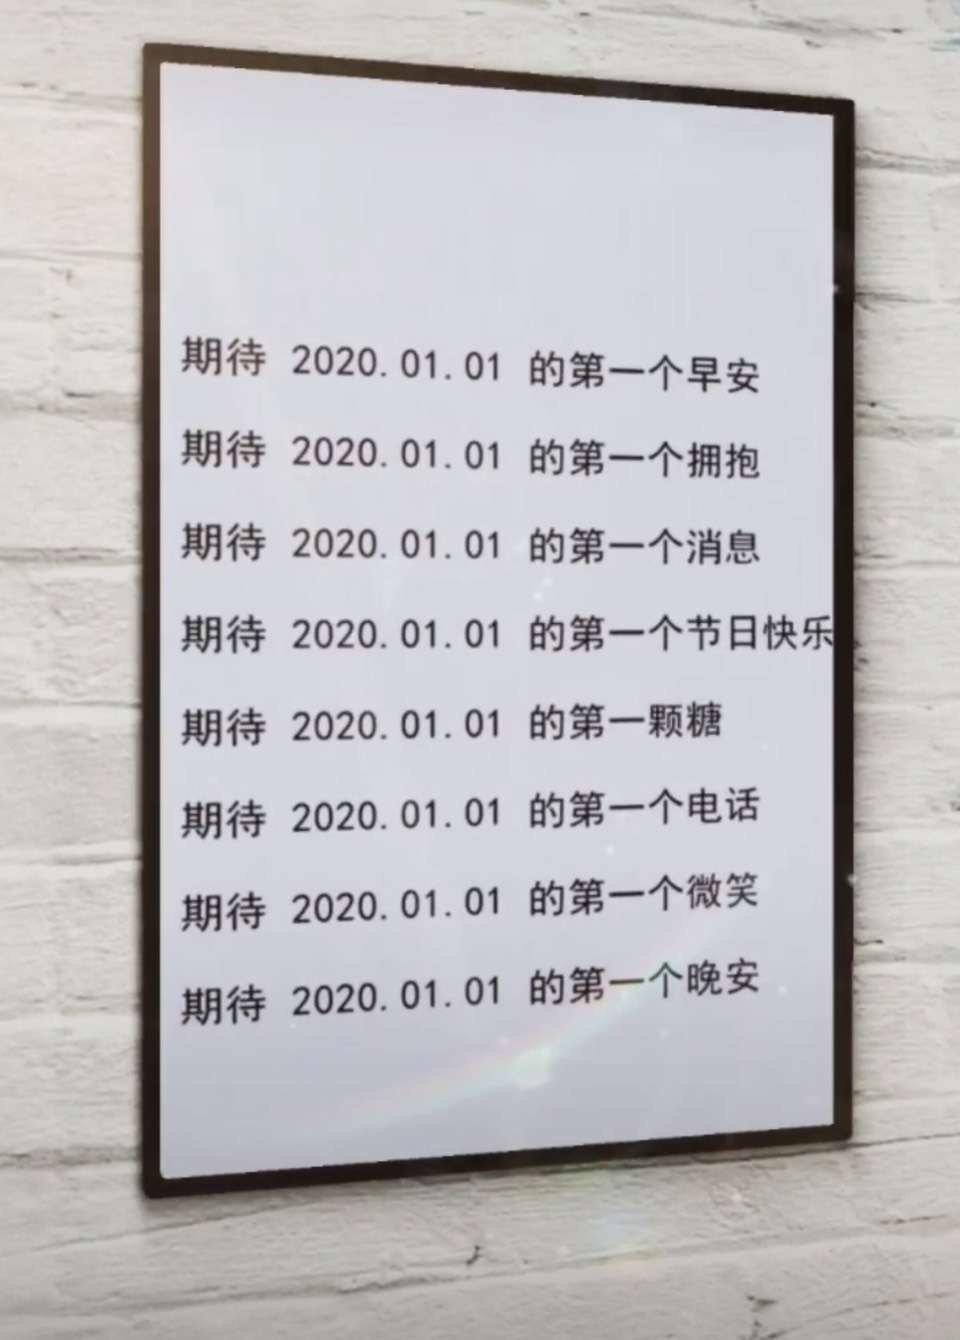 期待 2020.01.01 的第一个早安
期待 2020.01.01 的第一个拥抱
期待 2020.01.01 的第一个消息
期待 2020.01.01 的第一个节日快乐
期待 2020.01.01 的第一颗糖
期待 2020.01.01 的第一个电话
期待 2020.01.01 的第一个微笑
期待 2020.01.01 的第一个晚安